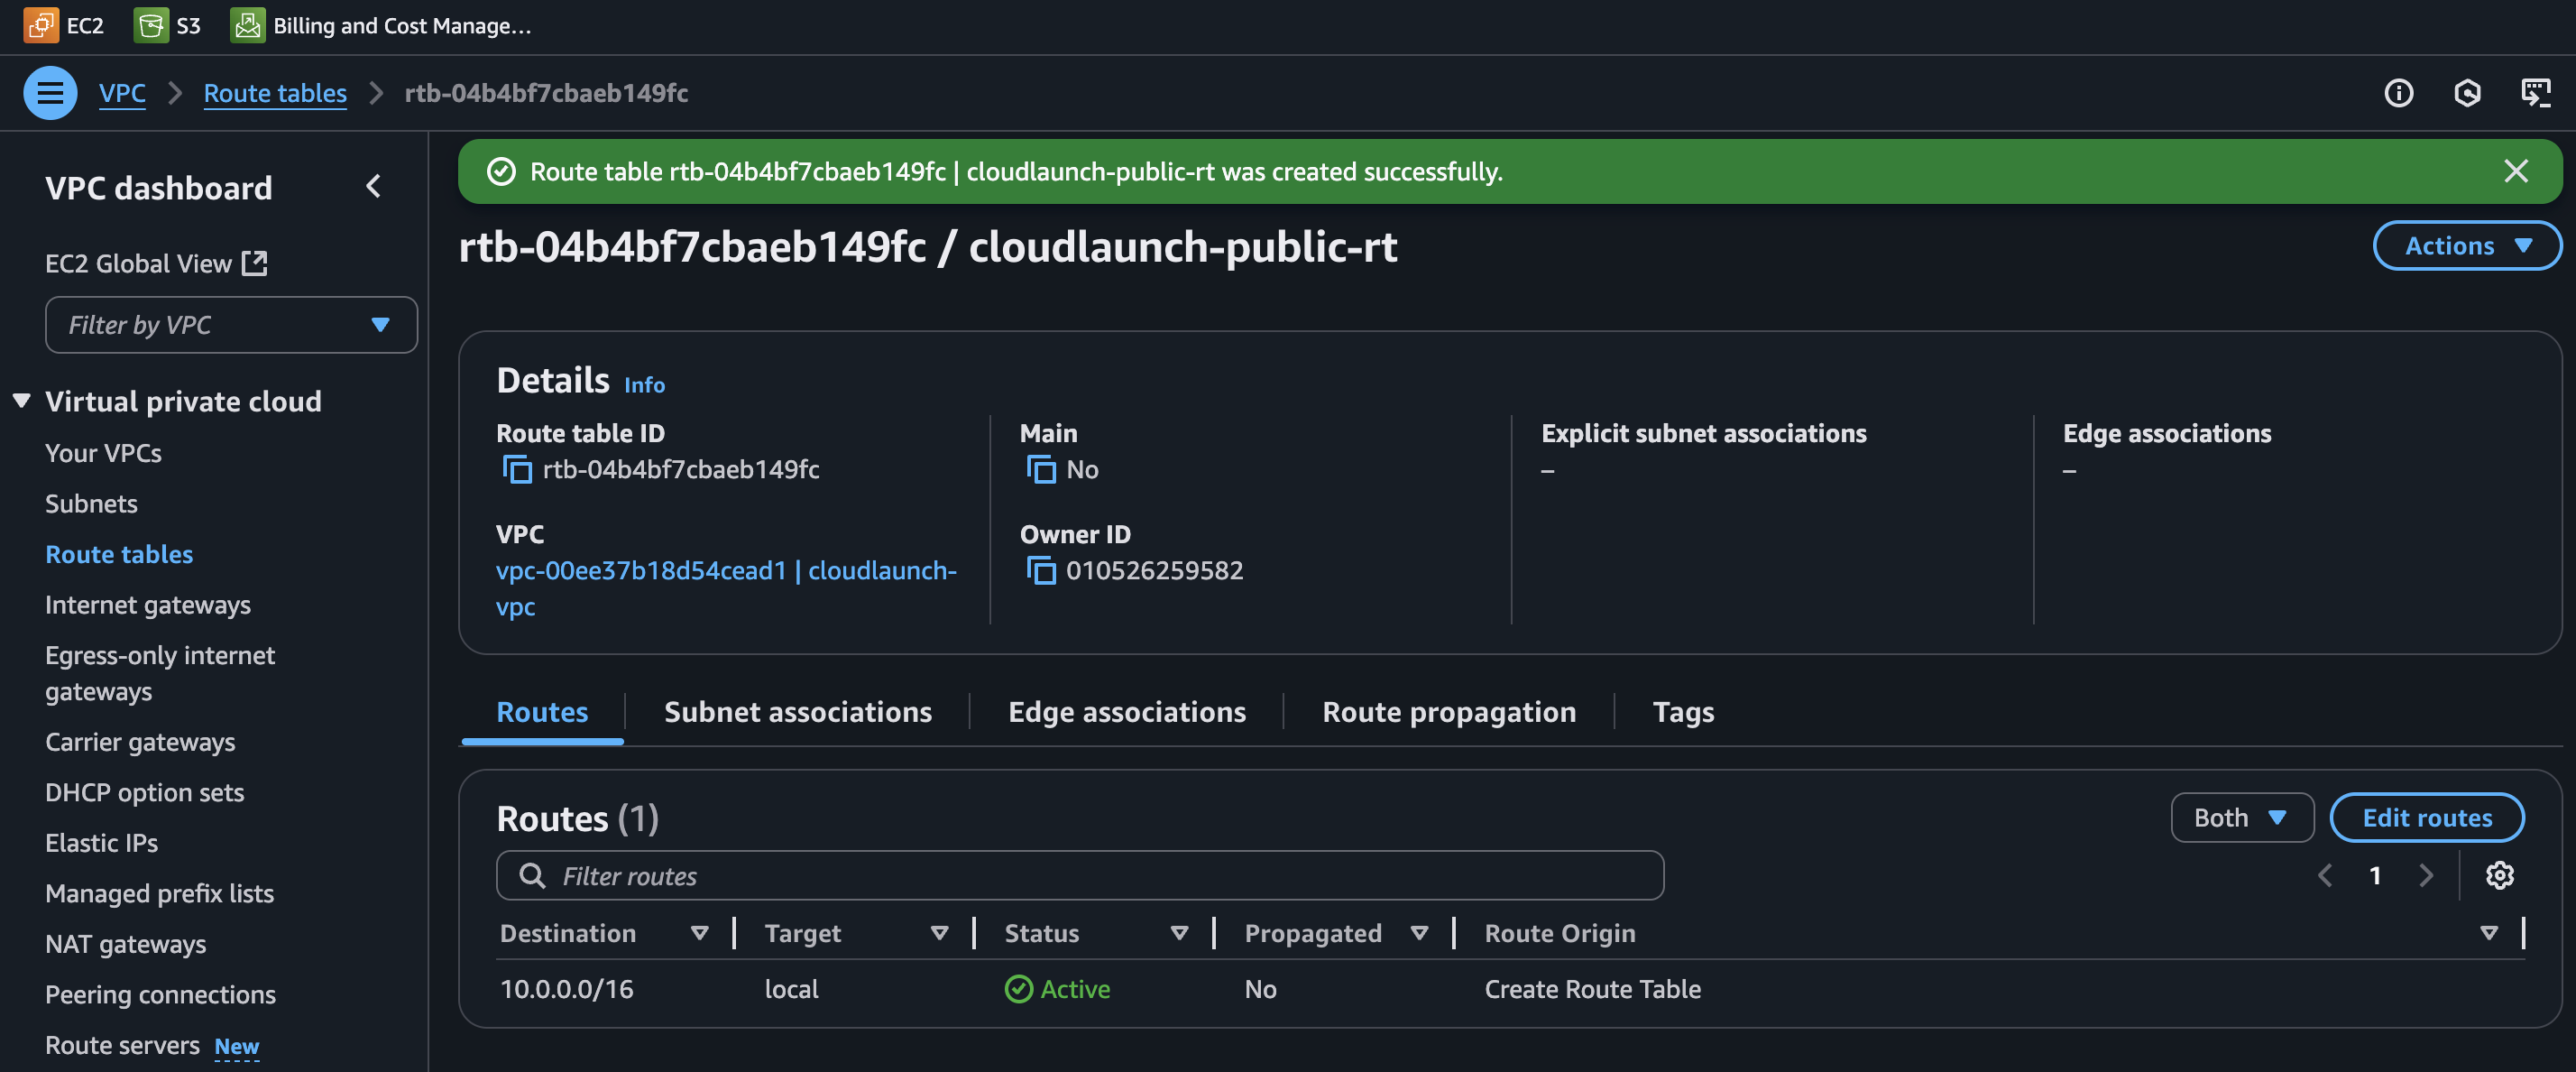 EC2 S3 Billing and Cost Manage...
VPC Route tables rtb-04b4bf7cbaeb149fc
VPC dashboard
EC2 Global View
Filter by VPC
Virtual private cloud
Your VPCs
Subnets
Route tables
Internet gateways
Egress-only internet
gateways
Carrier gateways
DHCP option sets
Elastic IPs
Managed prefix lists
NAT gateways
Peering connections
Route servers New
Route table rtb-04b4bf7cbaeb149fc | cloudlaunch-public-rt was created successfully.
rtb-04b4bf7cbaeb149fc / cloudlaunch-public-rt
Actions
Details Info
Route table ID
rtb-04b4bf7cbaeb149fc
Main
No
Explicit subnet associations
–
Edge associations
–
VPC
vpc-00ee37b18d54cead1 | cloudlaunch-
vpc
Owner ID
010526259582
Routes Subnet associations Edge associations Route propagation Tags
Routes (1)
Both Edit routes
Filter routes
1
Destination Target Status Propagated Route Origin
10.0.0.0/16 local Active No Create Route Table